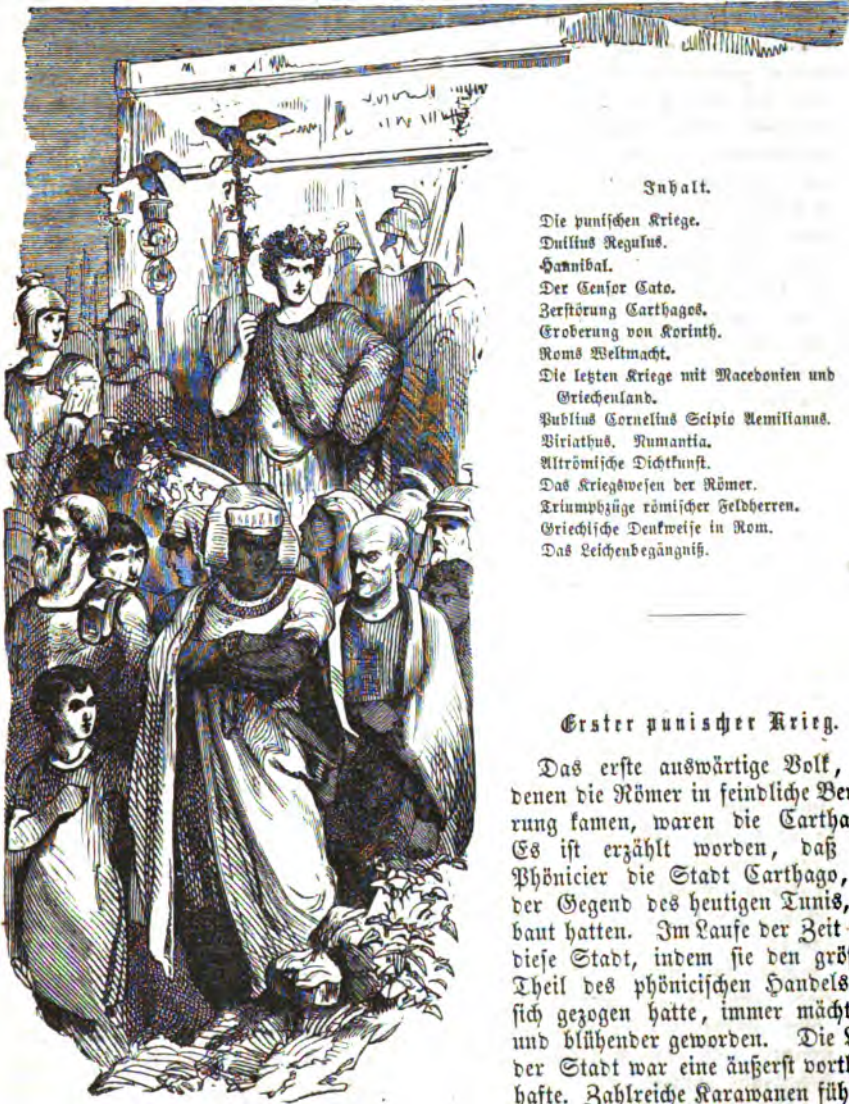 Inhalt.
Die punischen Kriege.
Duilius Regulus.
Hannibal.
Der Censor Cato.
Zerstörung Carthagos.
Eroberung von Korinth.
Roms Weltmacht.
Die letzten Kriege mit Macedonien und
Griechenland.
Publius Cornelius Scipio Aemilianus.
Viriathus. Numantia.
Altrömische Dichtkunst.
Das Kriegswesen der Römer.
Triumphzüge römischer Feldherren.
Griechische Denkweise in Rom.
Das Leichenbegängniß.
Erster punischer Krieg.
Das erste auswärtige Volk,
denen die Römer in feindliche
rung kamen, waren die
Es ist erzählt worden, daß
Phönicier die Stadt Carthago,
der Gegend des heutigen Tunis,
baut hatten. Im Laufe der Zeit
diese Stadt, indem sie den
Theil des phönicischen Handels
sich gezogen hatte, immer
und blühender geworden. Die
der Stadt war eine äußerst
hafte. Zahlreiche Karawanen